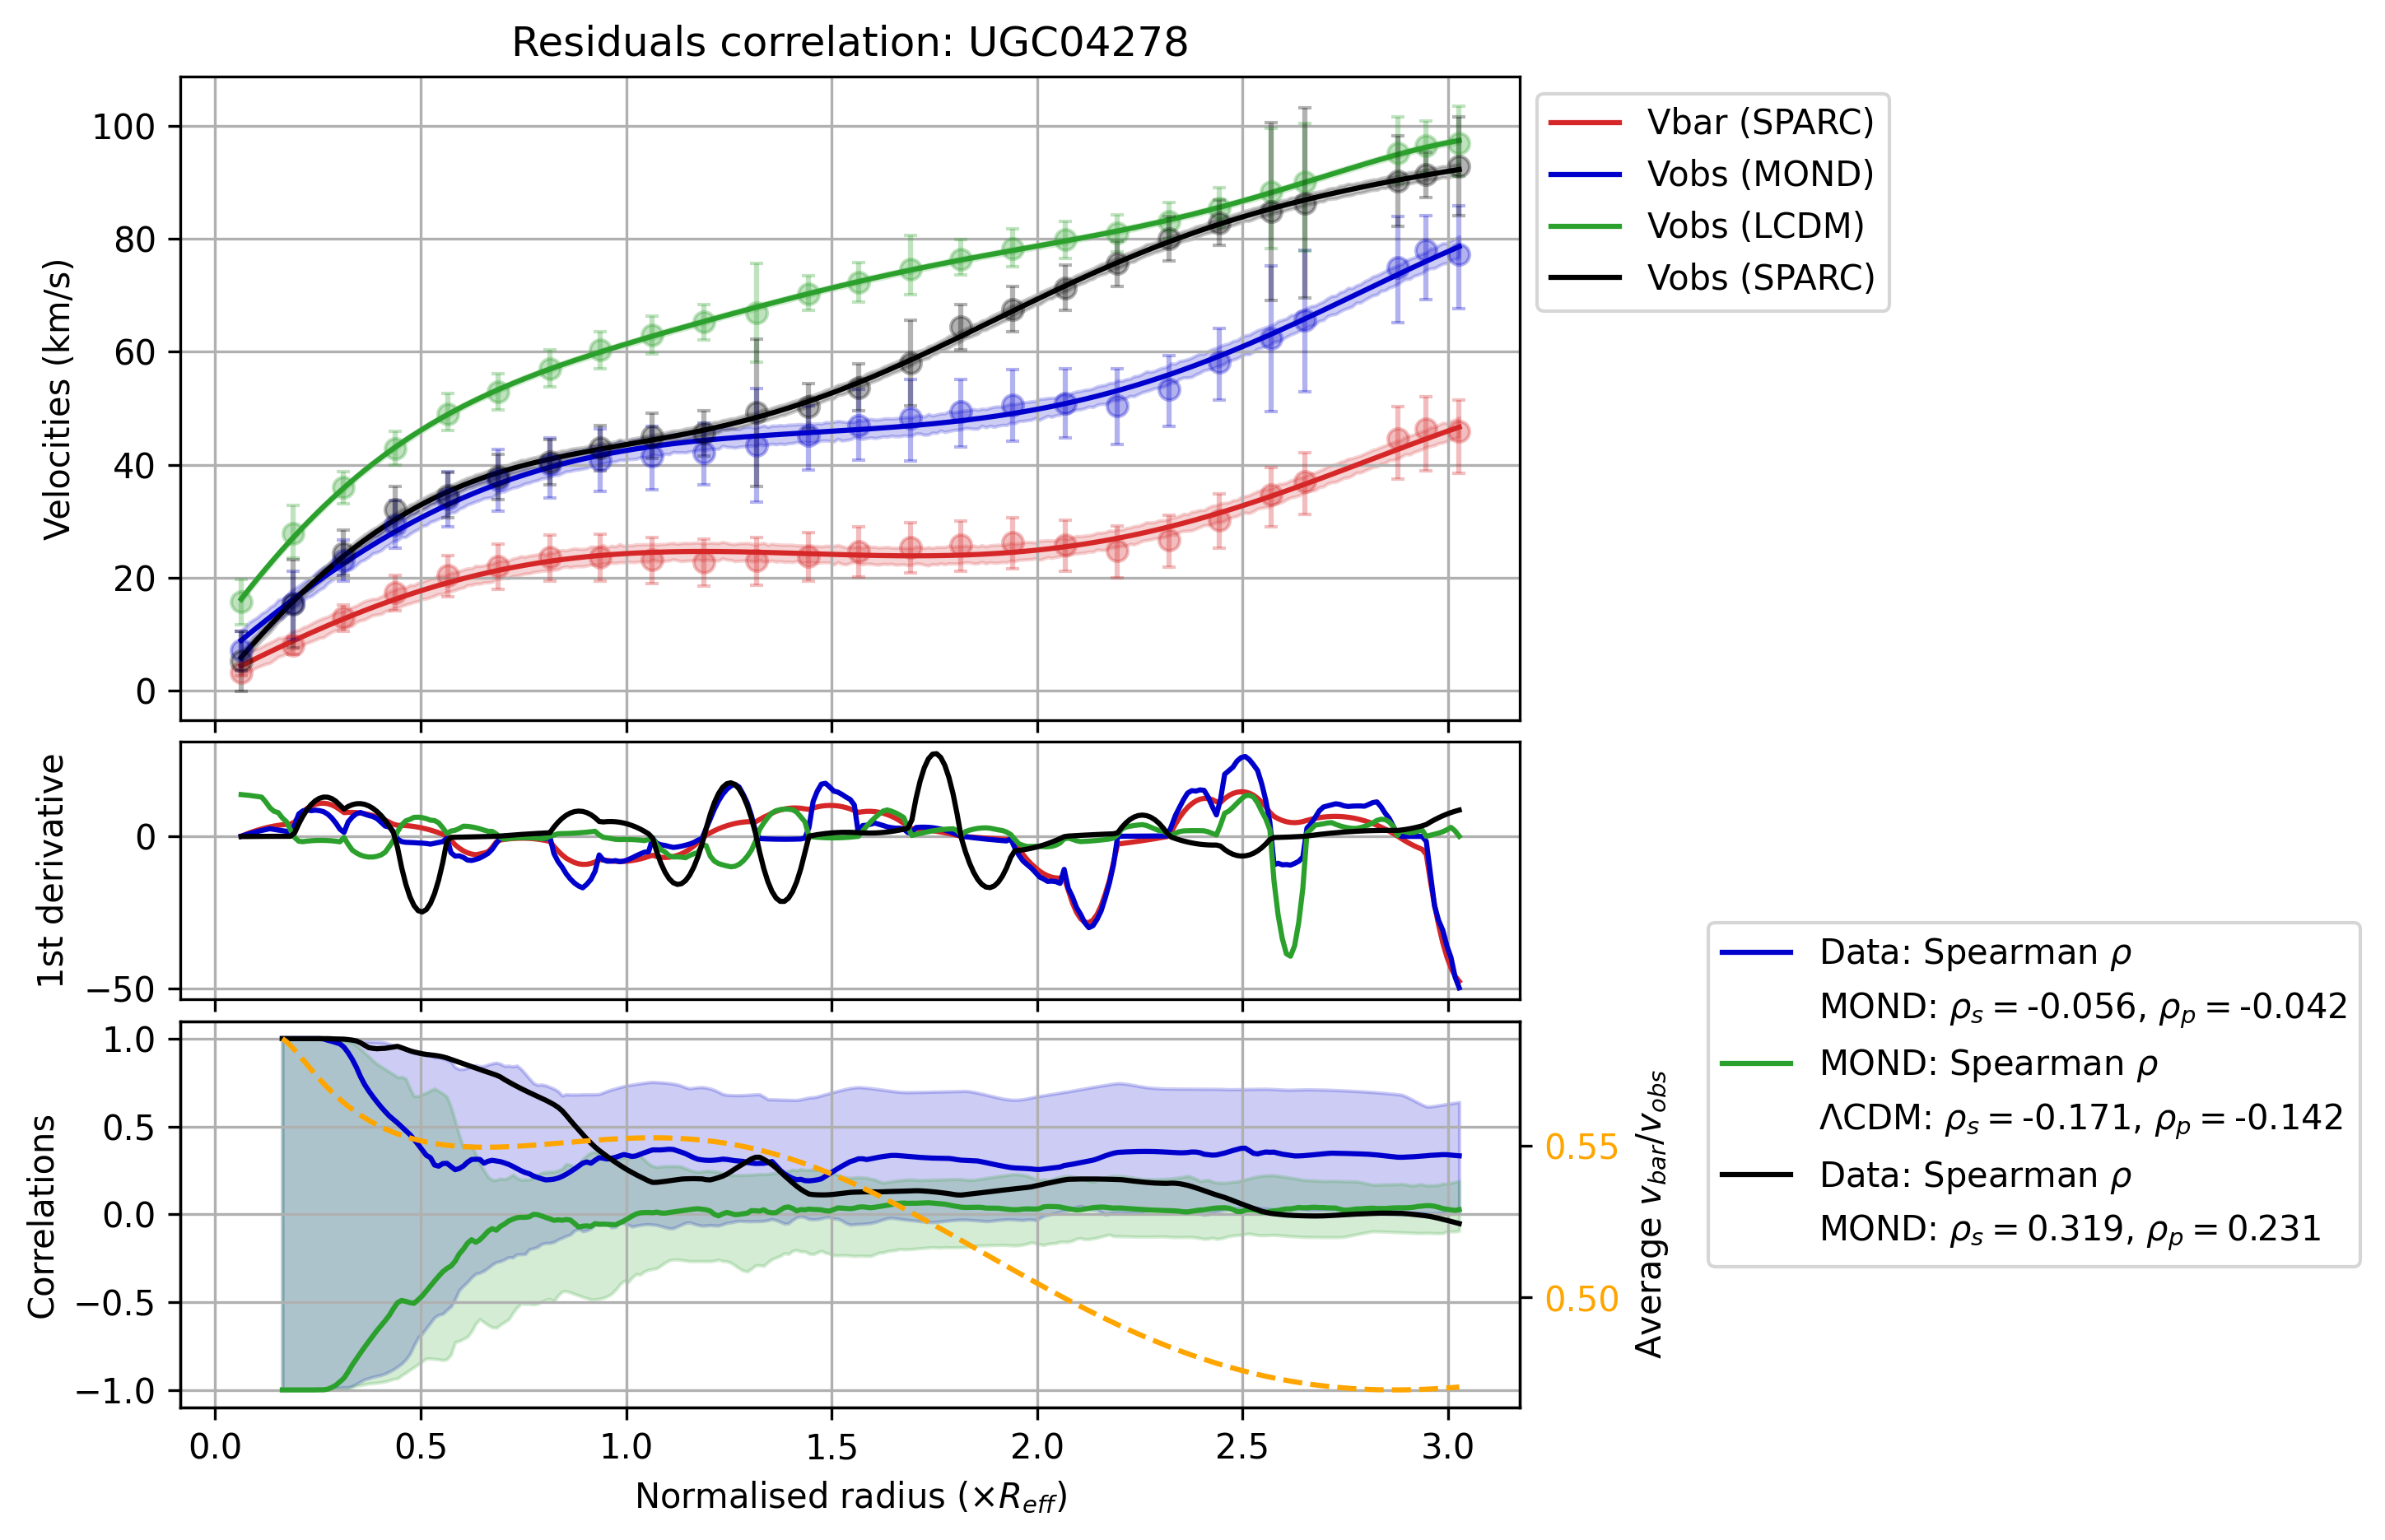 Residuals correlation: UGC04278
Velocities (km/s)
100
80
60
40
20
0
Vbar (SPARC)
Vobs (MOND)
Vobs (LCDM)
Vobs (SPARC)
1st derivative
0
−50
Correlations
1.0
0.5
0.0
−0.5
−1.0
0.55
0.50
Average v_bar/v_obs
Data: Spearman ρ
MOND: ρ_s = -0.056, ρ_p = -0.042
MOND: Spearman ρ
ΛCDM: ρ_s = -0.171, ρ_p = -0.142
Data: Spearman ρ
MOND: ρ_s = 0.319, ρ_p = 0.231
0.0 0.5 1.0 1.5 2.0 2.5 3.0
Normalised radius (×R_eff)